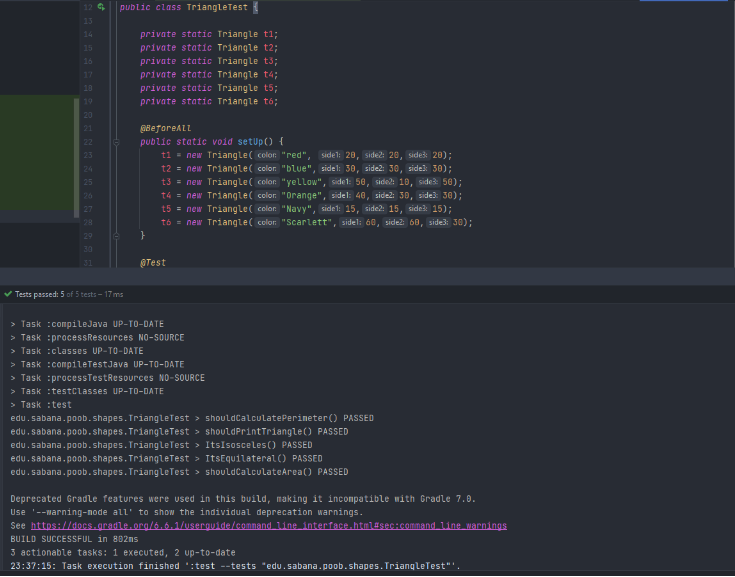 12 public class TriangleTest {
13
14 private static Triangle t1;
15 private static Triangle t2;
16 private static Triangle t3;
17 private static Triangle t4;
18 private static Triangle t5;
19 private static Triangle t6;
20
21 @BeforeAll
22 public static void setUp() {
23 t1 = new Triangle( color: "red", side1: 20, side2: 20, side3: 20);
24 t2 = new Triangle( color: "blue", side1: 30, side2: 30, side3: 30);
25 t3 = new Triangle( color: "yellow", side1: 50, side2: 10, side3: 50);
26 t4 = new Triangle( color: "Orange", side1: 40, side2: 30, side3: 30);
27 t5 = new Triangle( color: "Navy", side1: 15, side2: 15, side3: 15);
28 t6 = new Triangle( color: "Scarlett", side1: 60, side2: 60, side3: 30);
29 }
30
31 @Test
Tests passed: 5 of 5 tests – 17 ms
> Task :compileJava UP-TO-DATE
> Task :processResources NO-SOURCE
> Task :classes UP-TO-DATE
> Task :compileTestJava UP-TO-DATE
> Task :processTestResources NO-SOURCE
> Task :testClasses UP-TO-DATE
> Task :test
edu.sabana.poob.shapes.TriangleTest > shouldCalculatePerimeter() PASSED
edu.sabana.poob.shapes.TriangleTest > shouldPrintTriangle() PASSED
edu.sabana.poob.shapes.TriangleTest > ItsIsosceles() PASSED
edu.sabana.poob.shapes.TriangleTest > ItsEquilateral() PASSED
edu.sabana.poob.shapes.TriangleTest > shouldCalculateArea() PASSED
Deprecated Gradle features were used in this build, making it incompatible with Gradle 7.0.
Use '--warning-mode all' to show the individual deprecation warnings.
See https://docs.gradle.org/6.6.1/userguide/command_line_interface.html#sec:command_line_warnings
BUILD SUCCESSFUL in 802ms
3 actionable tasks: 1 executed, 2 up-to-date
23:37:15: Task execution finished ':test --tests "edu.sabana.poob.shapes.TriangleTest"'.